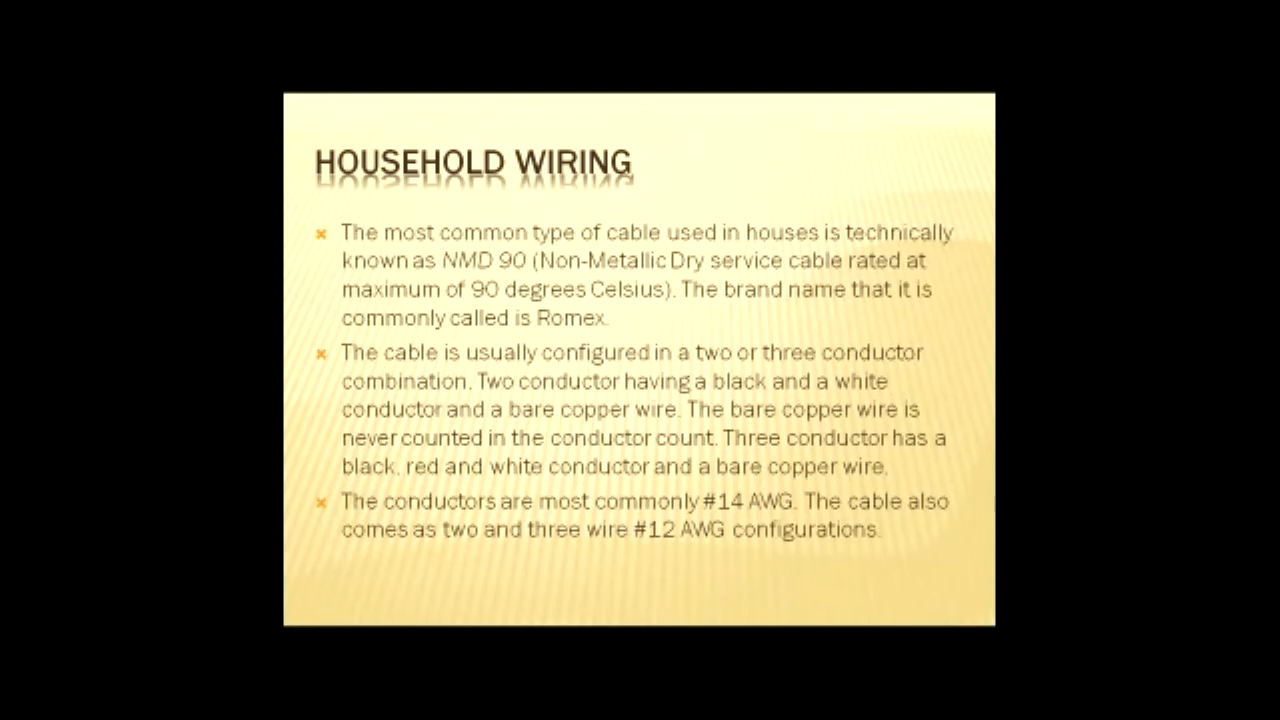 HOUSEHOLD WIRING
The most common type of cable used in houses is technically
known as NMD 90 (Non-Metallic Dry service cable rated at
maximum of 90 degrees Celsius). The brand name that it is
commonly called is Romex.
The cable is usually configured in a two or three conductor
combination. Two conductor having a black and a white
conductor and a bare copper wire. The bare copper wire is
never counted in the conductor count. Three conductor has a
black, red and white conductor and a bare copper wire.
The conductors are most commonly #14 AWG. The cable also
comes as two and three wire #12 AWG configurations.